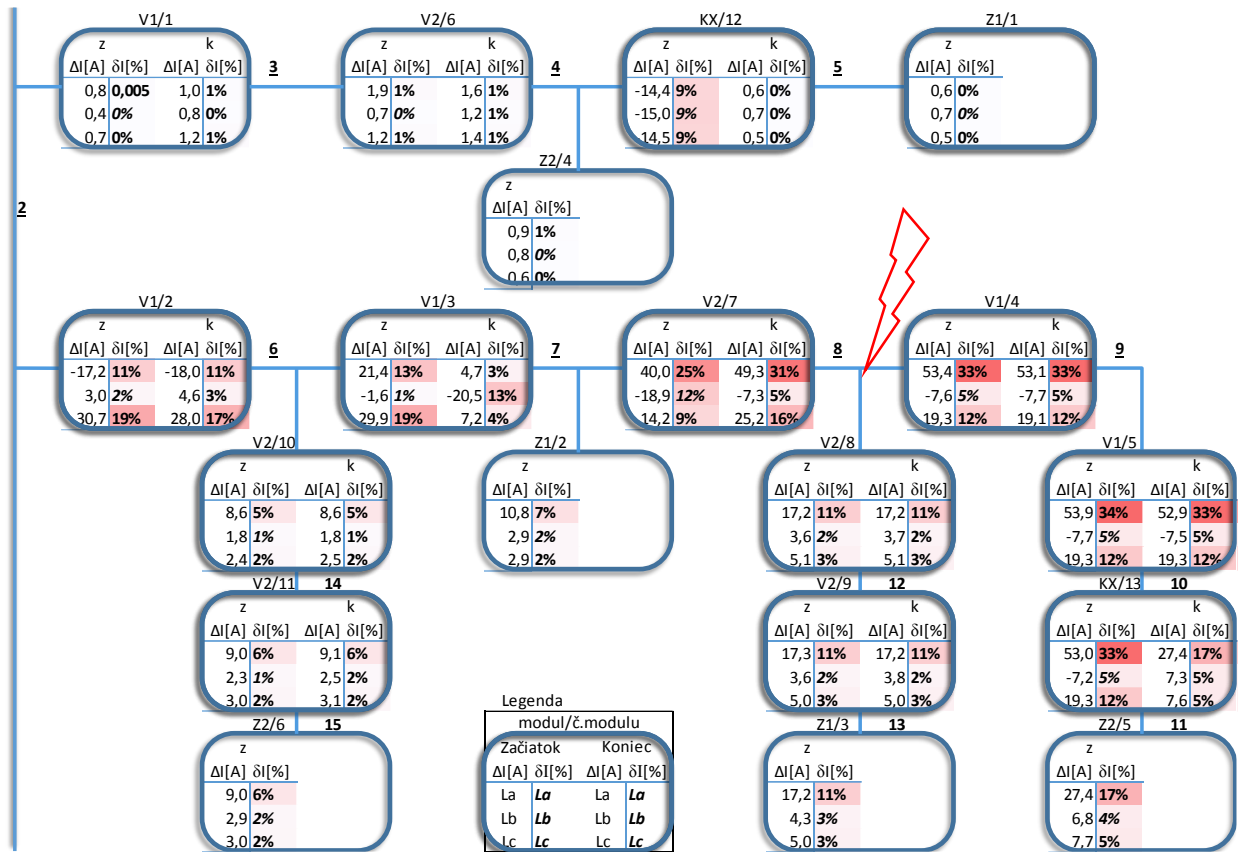 V1/1 V2/6 KX/12 Z1/1
z k z k z k z
ΔI[A] δI[%] ΔI[A] δI[%] 3 ΔI[A] δI[%] ΔI[A] δI[%] 4 ΔI[A] δI[%] ΔI[A] δI[%] 5 ΔI[A] δI[%]
0,8 0,005 1,0 1% 1,9 1% 1,6 1% -14,4 9% 0,6 0% 0,6 0%
0,4 0% 0,8 0% 0,7 0% 1,2 1% -15,0 9% 0,7 0% 0,7 0%
0,7 0% 1,2 1% 1,2 1% 1,4 1% 14,5 9% 0,5 0% 0,5 0%
Z2/4
z
2
ΔI[A] δI[%]
0,9 1%
0,8 0%
0,6 0%
V1/2 V1/3 V2/7 V1/4
z k z k z k z k
ΔI[A] δI[%] ΔI[A] δI[%] 6 ΔI[A] δI[%] ΔI[A] δI[%] 7 ΔI[A] δI[%] ΔI[A] δI[%] 8 ΔI[A] δI[%] ΔI[A] δI[%] 9
-17,2 11% -18,0 11% 21,4 13% 4,7 3% 40,0 25% 49,3 31% 53,4 33% 53,1 33%
3,0 2% 4,6 3% -1,6 1% -20,5 13% -18,9 12% -7,3 5% -7,6 5% -7,7 5%
30,7 19% 28,0 17% 29,9 19% 7,2 4% 14,2 9% 25,2 16% 19,3 12% 19,1 12%
V2/10 Z1/2 V2/8 V1/5
z k z z k z k
ΔI[A] δI[%] ΔI[A] δI[%] ΔI[A] δI[%] ΔI[A] δI[%] ΔI[A] δI[%] ΔI[A] δI[%] ΔI[A] δI[%]
8,6 5% 8,6 5% 10,8 7% 17,2 11% 17,2 11% 53,9 34% 52,9 33%
1,8 1% 1,8 1% 2,9 2% 3,6 2% 3,7 2% -7,7 5% -7,5 5%
2,4 2% 2,5 2% 2,9 2% 5,1 3% 5,1 3% 19,3 12% 19,3 12%
V2/11 14 V2/9 12 KX/13 10
z k z k z k
ΔI[A] δI[%] ΔI[A] δI[%] ΔI[A] δI[%] ΔI[A] δI[%] ΔI[A] δI[%] ΔI[A] δI[%]
9,0 6% 9,1 6% 17,3 11% 17,2 11% 53,0 33% 27,4 17%
2,3 1% 2,5 2% 3,6 2% 3,8 2% -7,2 5% 7,3 5%
3,0 2% 3,1 2% 5,0 3% 5,0 3% 19,3 12% 7,6 5%
Z2/6 15 Z1/3 13 Z2/5 11
z z z
ΔI[A] δI[%] ΔI[A] δI[%] ΔI[A] δI[%]
9,0 6% 17,2 11% 27,4 17%
2,9 2% 4,3 3% 6,8 4%
3,0 2% 5,0 3% 7,7 5%
Legenda
modul/č.modulu
Začiatok Koniec
ΔI[A] δI[%] ΔI[A] δI[%]
La La La La
Lb Lb Lb Lb
Lc Lc Lc Lc